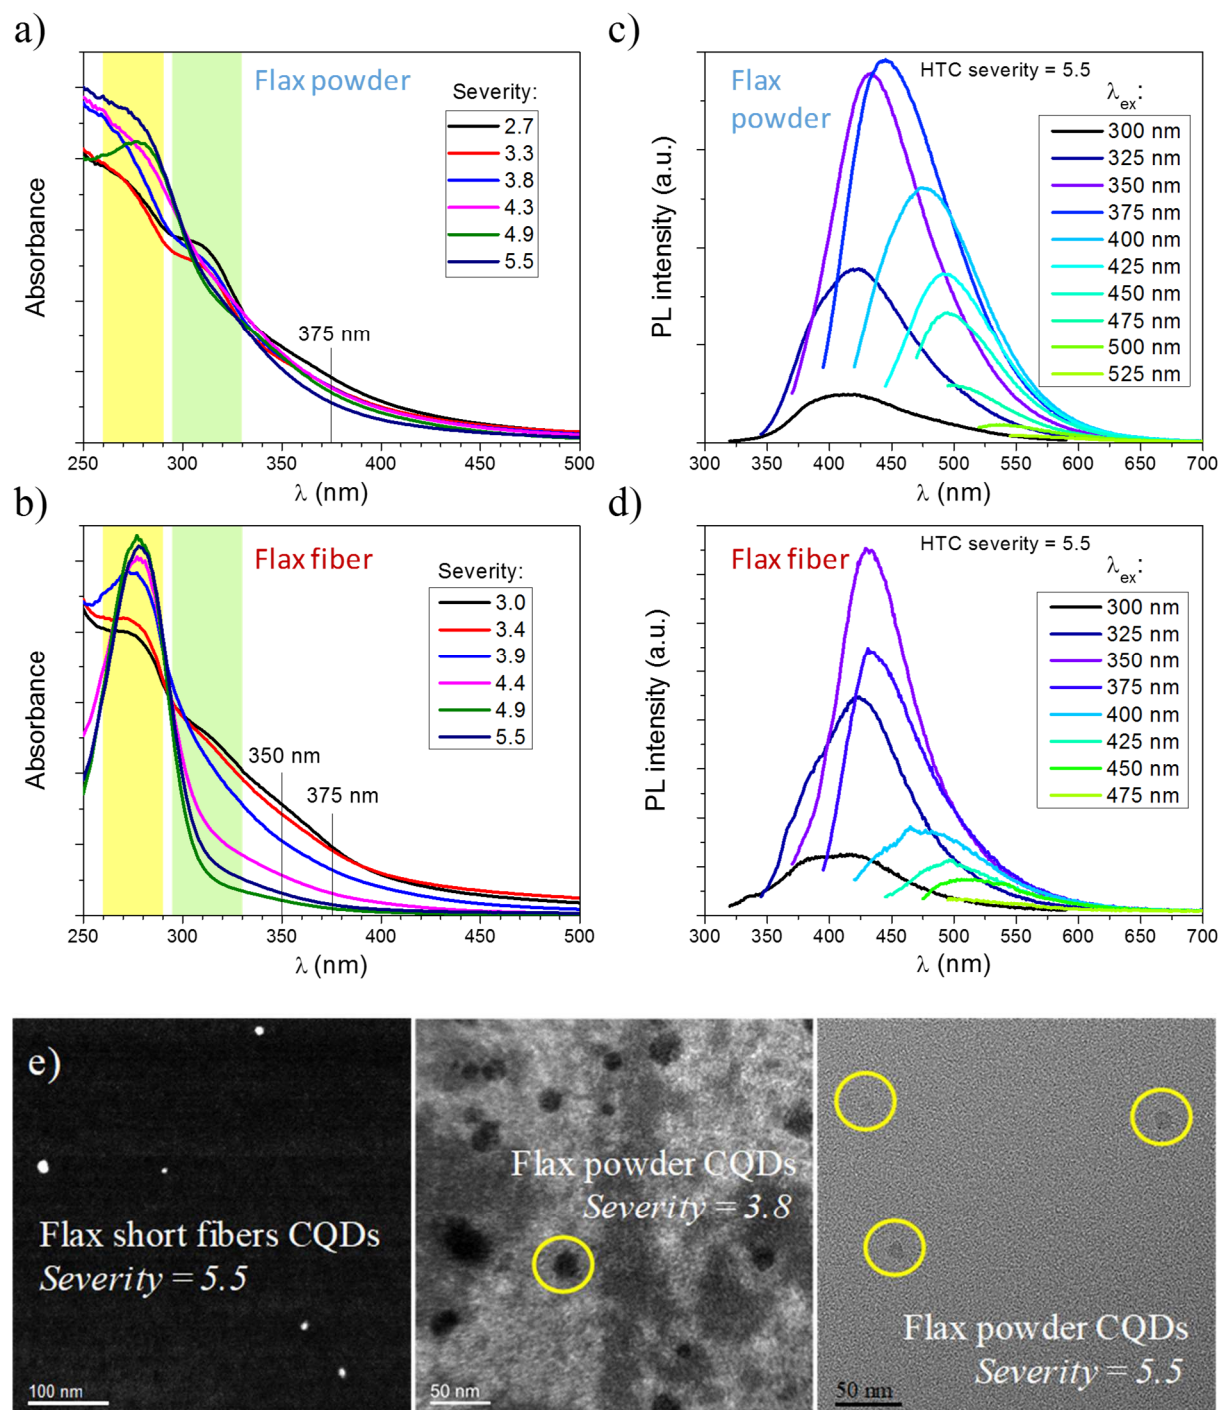 a)
Flax powder
Severity:
2.7
3.3
3.8
4.3
4.9
5.5
375 nm
Absorbance
250 300 350 400 450 500
λ (nm)
c)
Flax
powder
HTC severity = 5.5
λex:
300 nm
325 nm
350 nm
375 nm
400 nm
425 nm
450 nm
475 nm
500 nm
525 nm
PL intensity (a.u.)
300 350 400 450 500 550 600 650 700
λ (nm)
b)
Flax fiber
Severity:
3.0
3.4
3.9
4.4
4.9
5.5
350 nm
375 nm
Absorbance
250 300 350 400 450 500
λ (nm)
d)
Flax fiber
HTC severity = 5.5
λex:
300 nm
325 nm
350 nm
375 nm
400 nm
425 nm
450 nm
475 nm
PL intensity (a.u.)
300 350 400 450 500 550 600 650 700
λ (nm)
e)
Flax short fibers CQDs
Severity = 5.5
100 nm
Flax powder CQDs
Severity = 3.8
50 nm
Flax powder CQDs
Severity = 5.5
50 nm